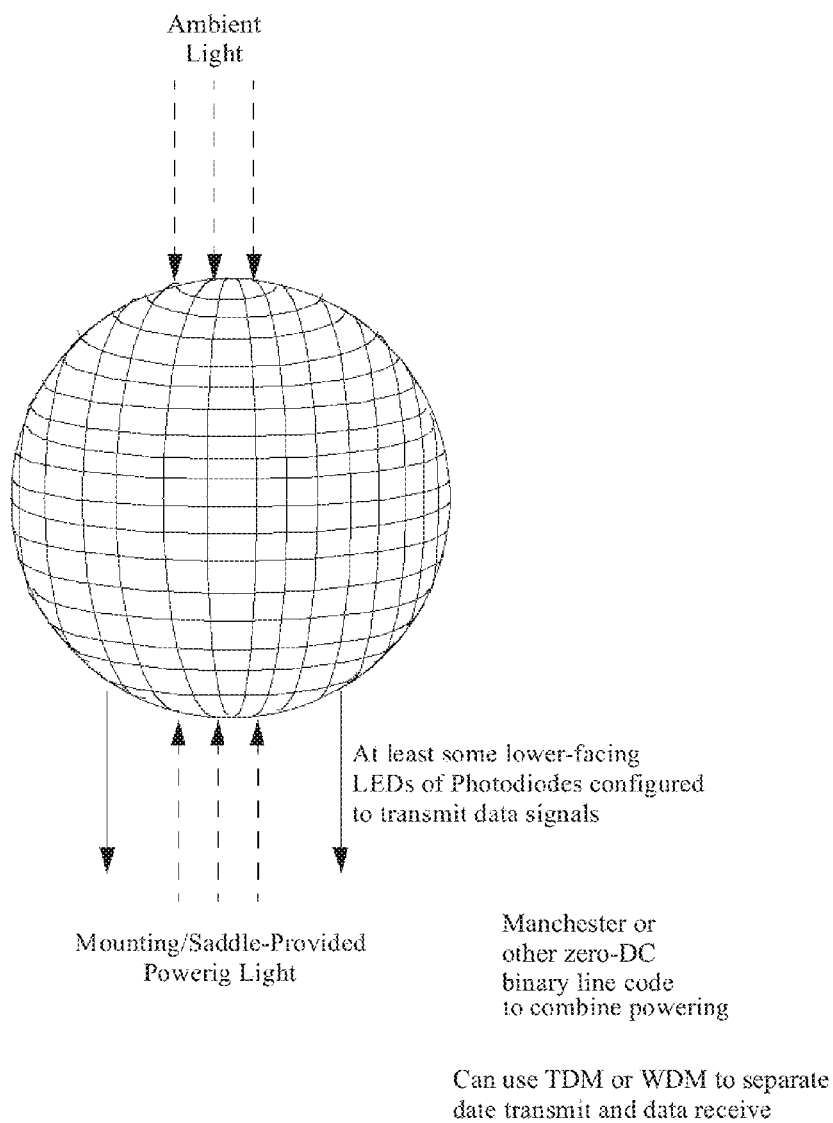 Ambient
Light
At least some lower-facing
LEDs of Photodiodes configured
to transmit data signals
Mounting/Saddle-Provided
Powerig Light
Manchester or
other zero-DC
binary line code
to combine powering
Can use TDM or WDM to separate
date transmit and data receive